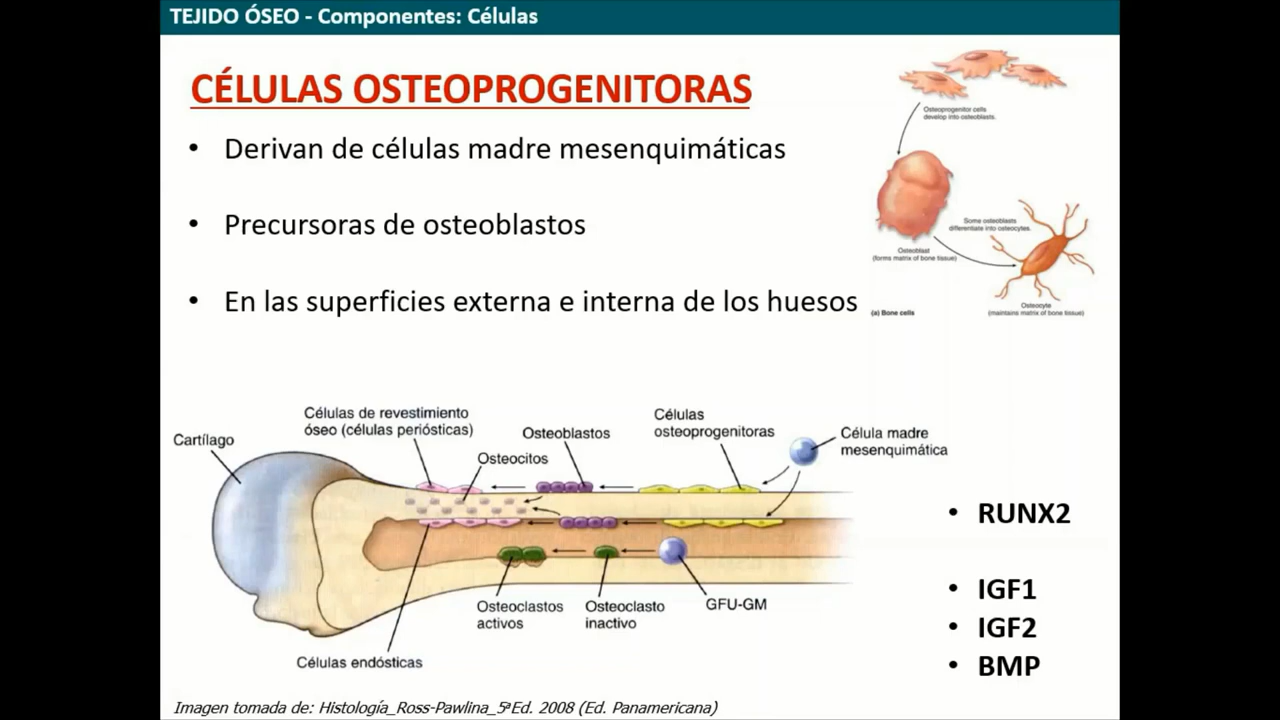 TEJIDO ÓSEO - Componentes: Células
CÉLULAS OSTEOPROGENITORAS
• Derivan de células madre mesenquimáticas
• Precursoras de osteoblastos
• En las superficies externa e interna de los huesos
Osteoprogenitor cells
develop into osteoblasts.
Some osteoblasts
differentiate into osteocytes.
Osteoblast
(forms matrix of bone tissue)
Osteocyte
(maintains matrix of bone tissue)
(a) Bone cells
Cartílago
Células de revestimiento
óseo (células periósticas)
Osteocitos
Osteoblastos
Células
osteoprogenitoras
Célula madre
mesenquimática
Osteoclastos
activos
Osteoclasto
inactivo
GFU-GM
Células endósticas
• RUNX2
• IGF1
• IGF2
• BMP
Imagen tomada de: Histología_Ross-Pawlina_5ªEd. 2008 (Ed. Panamericana)